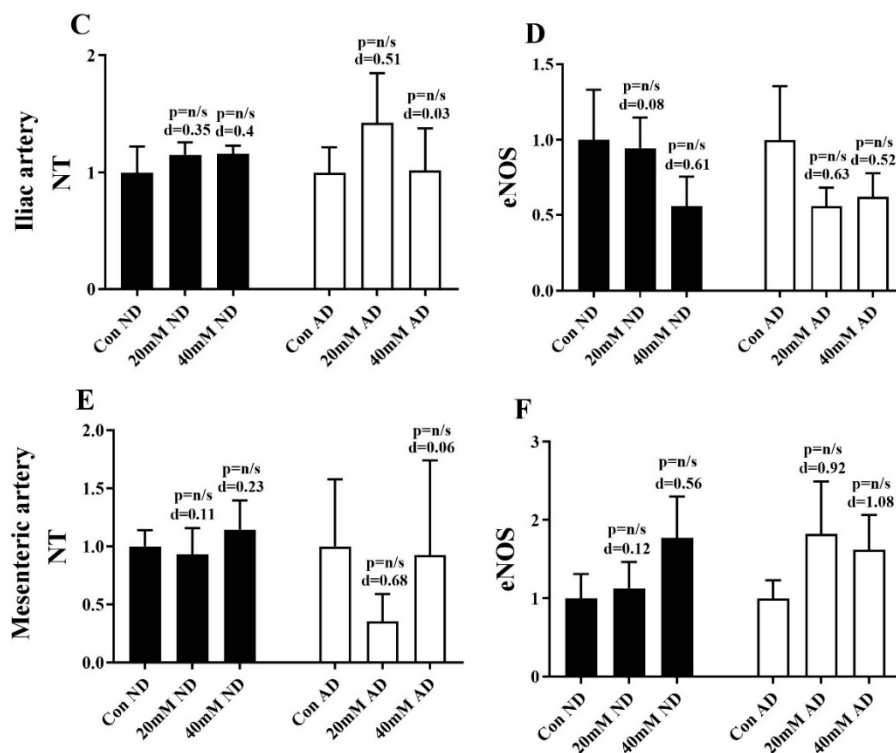 C
Iliac artery
NT
2
1
0
p=n/s
d=0.35
p=n/s
d=0.4
p=n/s
d=0.51
p=n/s
d=0.03
Con ND
20mM ND
40mM ND
Con AD
20mM AD
40mM AD
D
eNOS
1.5
1.0
0.5
0.0
p=n/s
d=0.08
p=n/s
d=0.61
p=n/s
d=0.63
p=n/s
d=0.52
Con ND
20mM ND
40mM ND
Con AD
20mM AD
40mM AD
E
Mesenteric artery
NT
2.0
1.5
1.0
0.5
0.0
p=n/s
d=0.11
p=n/s
d=0.23
p=n/s
d=0.68
p=n/s
d=0.06
Con ND
20mM ND
40mM ND
Con AD
20mM AD
40mM AD
F
eNOS
3
2
1
0
p=n/s
d=0.12
p=n/s
d=0.56
p=n/s
d=0.92
p=n/s
d=1.08
Con ND
20mM ND
40mM ND
Con AD
20mM AD
40mM AD